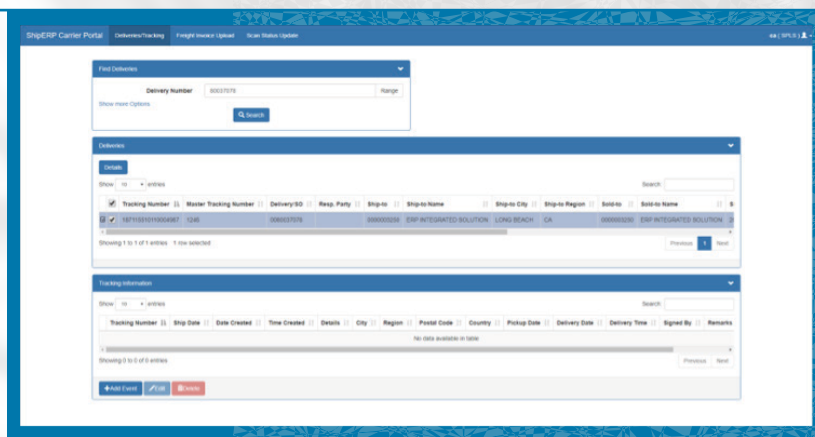 ShipERP Carrier Portal Deliveries/Tracking Freight Invoice Upload Scan Status Update ea ( SPLS )
Find Deliveries
Delivery Number 80037078 Range
Show more Options
Search
Deliveries
Details
Show 10 entries Search
Tracking Number Master Tracking Number Delivery/SO Resp. Party Ship-to Ship-to Name Ship-to City Ship-to Region Sold-to Sold-to Name S
1245 0080037078 ERP INTEGRATED SOLUTION LONG BEACH CA ERP INTEGRATED SOLUTION
Showing 1 to 1 of 1 entries 1 row selected Previous 1 Next
Tracking Information
Show 10 entries Search
Tracking Number Ship Date Date Created Time Created Details City Region Postal Code Country Pickup Date Delivery Date Delivery Time Signed By Remarks
No data available in table
Showing 0 to 0 of 0 entries Previous Next
+Add Event Edit Delete